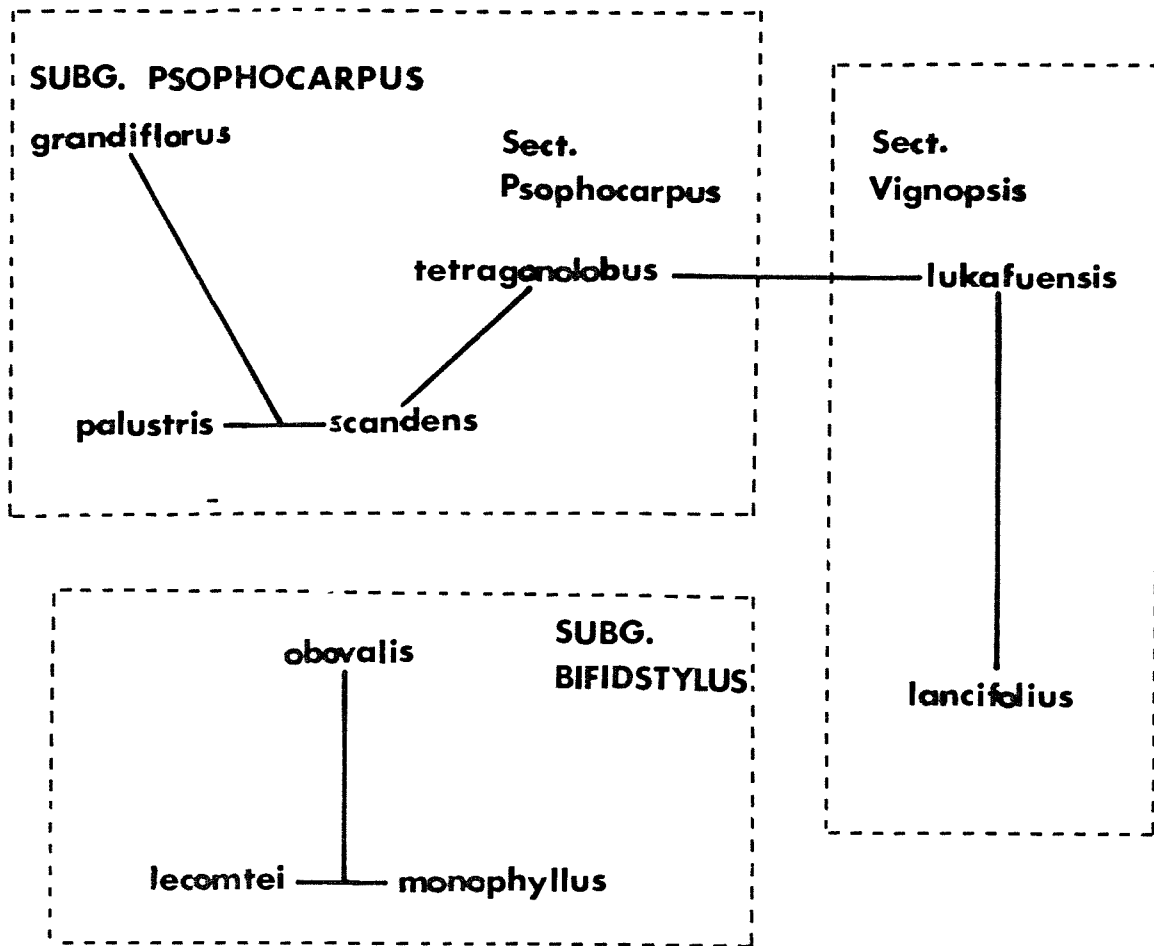 SUBG. PSOPHOCARPUS
grandiflorus
Sect.
Psophocarpus
tetragonolobus
palustris
scandens
Sect.
Vignopsis
lukafuensis
lancifolius
SUBG.
BIFIDSTYLUS
obovalis
lecomtei
monophyllus